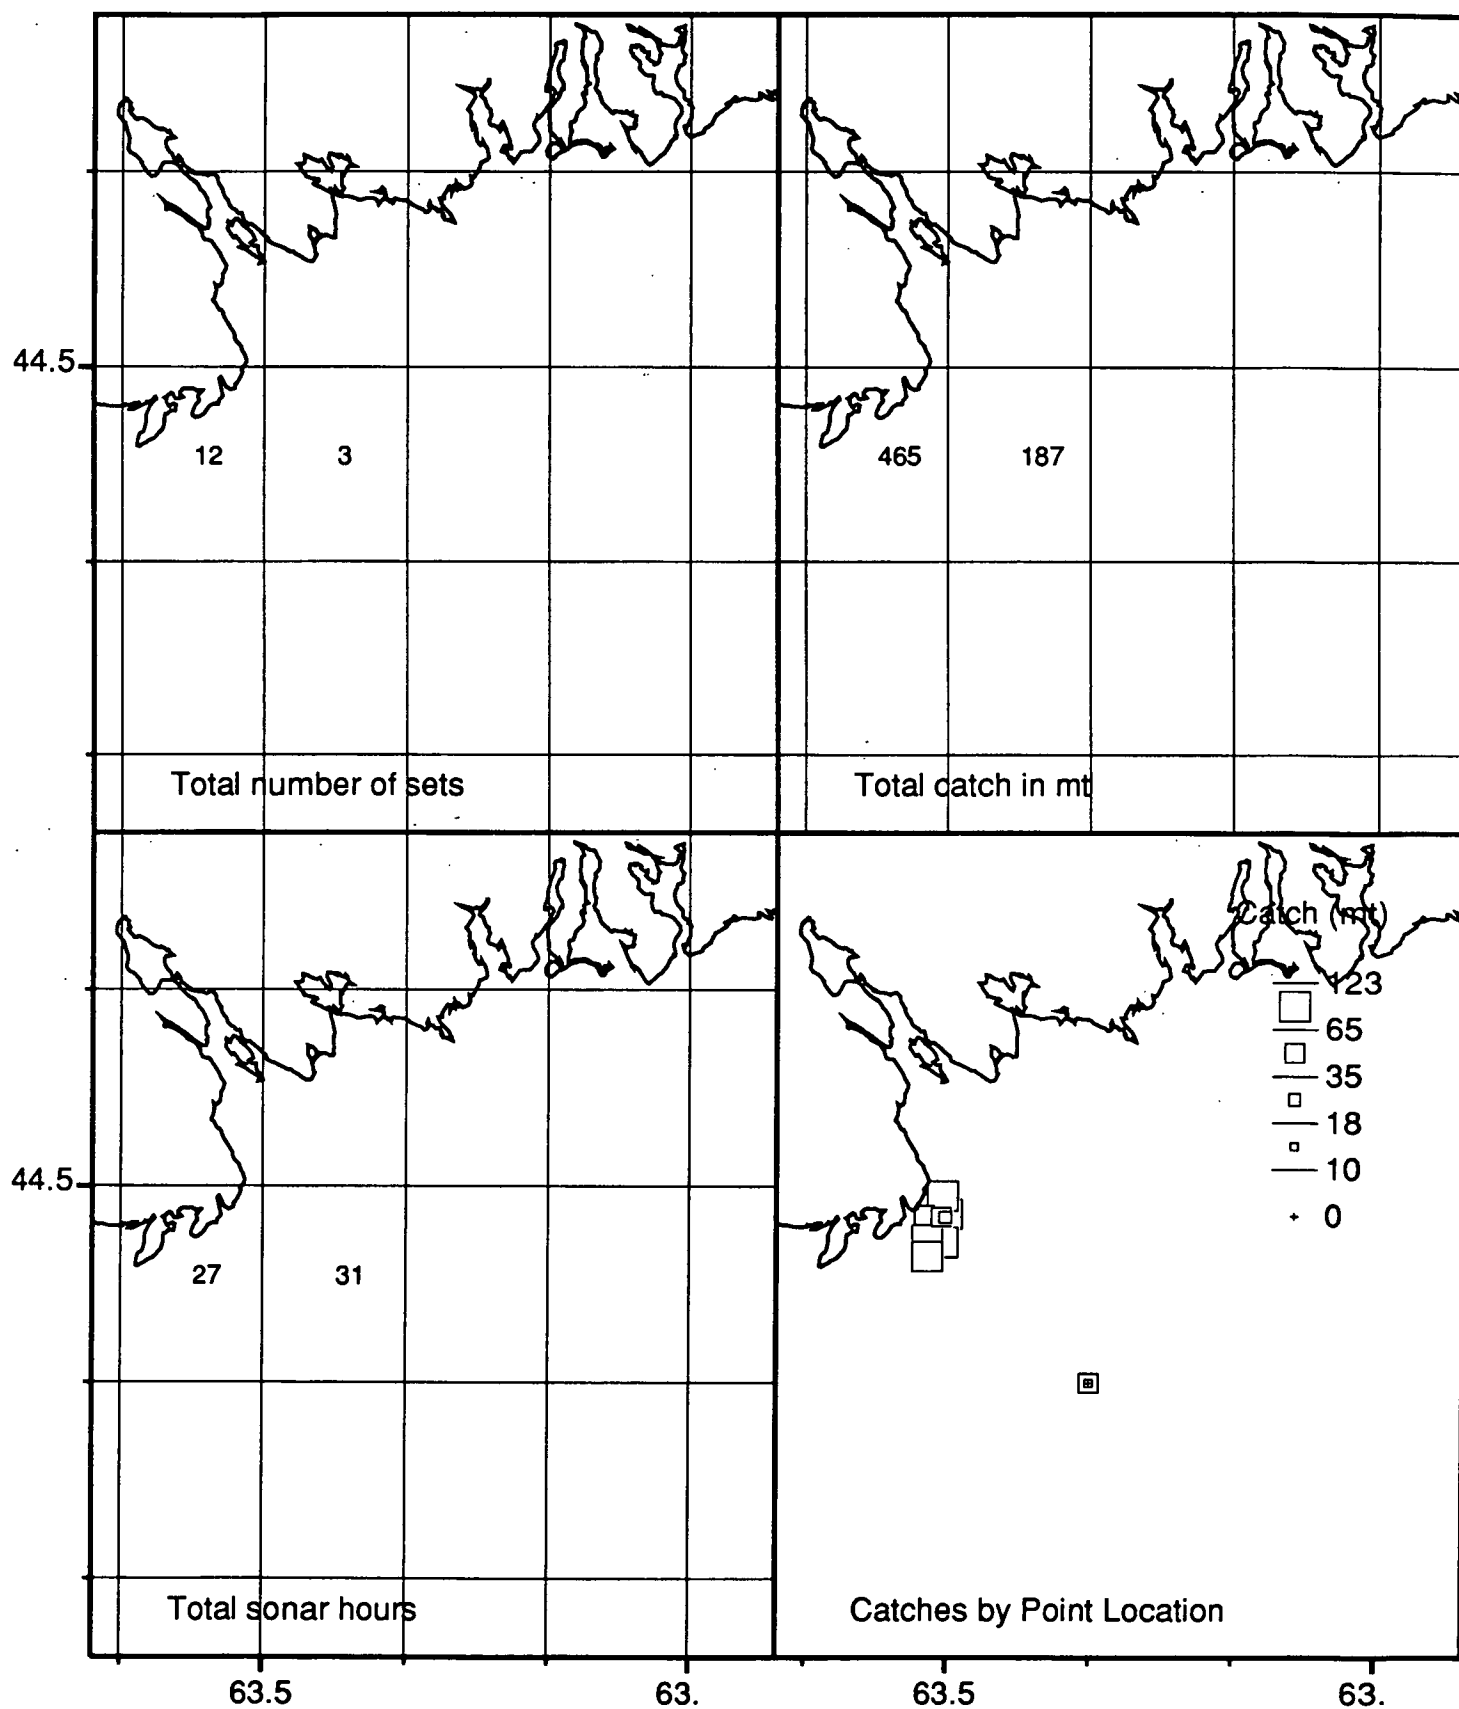 44.5
12 3
465 187
Total number of sets
Total catch in mt
Catch (mt)
123
65
35
18
10
0
44.5
27 31
Total sonar hours
Catches by Point Location
63.5 63. 63.5 63.